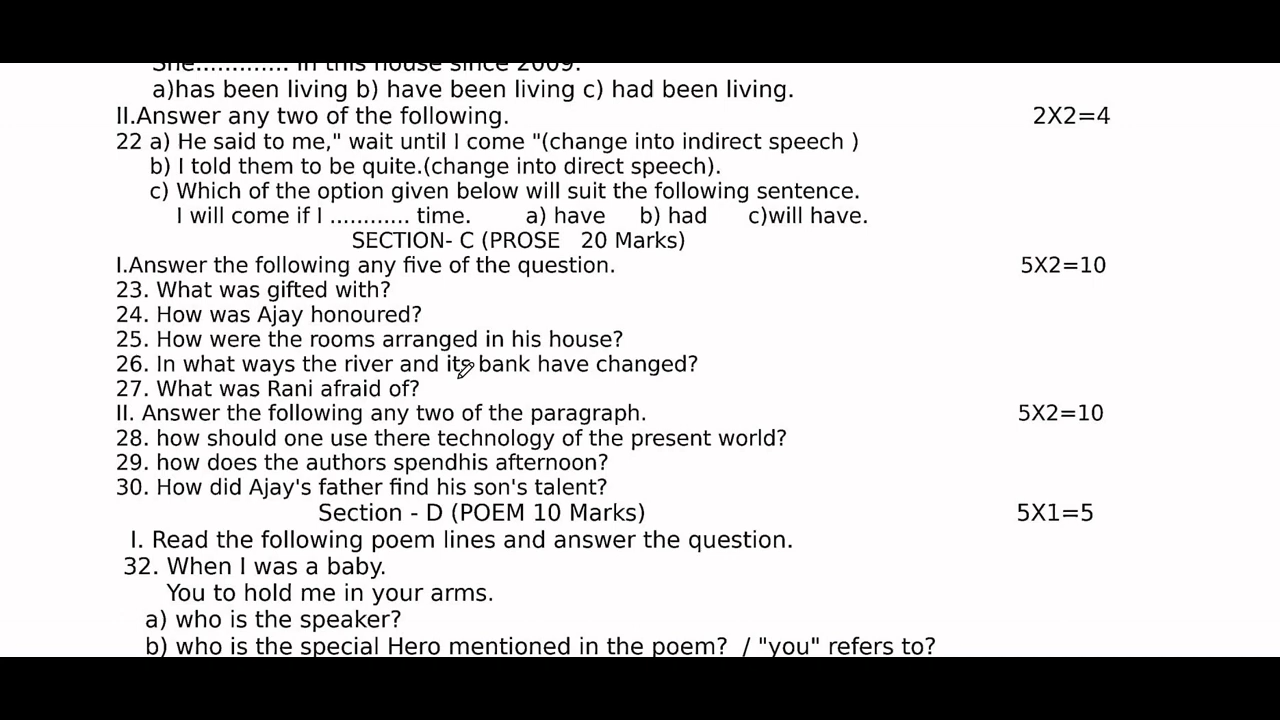 She............. in this house since 2009.
a)has been living b) have been living c) had been living.
II.Answer any two of the following. 2X2=4
22 a) He said to me," wait until I come "(change into indirect speech )
b) I told them to be quite.(change into direct speech).
c) Which of the option given below will suit the following sentence.
I will come if I ............ time. a) have b) had c)will have.
SECTION- C (PROSE 20 Marks)
I.Answer the following any five of the question. 5X2=10
23. What was gifted with?
24. How was Ajay honoured?
25. How were the rooms arranged in his house?
26. In what ways the river and its bank have changed?
27. What was Rani afraid of?
II. Answer the following any two of the paragraph. 5X2=10
28. how should one use there technology of the present world?
29. how does the authors spendhis afternoon?
30. How did Ajay's father find his son's talent?
Section - D (POEM 10 Marks) 5X1=5
I. Read the following poem lines and answer the question.
32. When I was a baby.
You to hold me in your arms.
a) who is the speaker?
b) who is the special Hero mentioned in the poem? / "you" refers to?